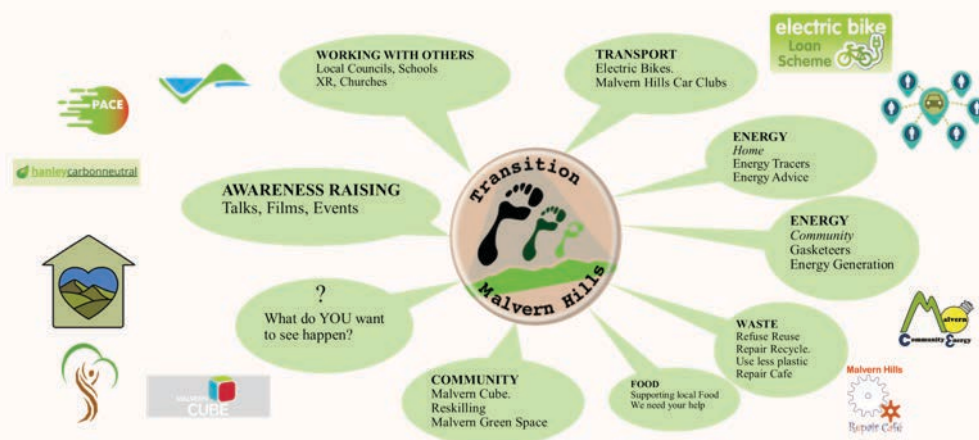 WORKING WITH OTHERS
Local Councils, Schools
XR, Churches
TRANSPORT
Electric Bikes.
Malvern Hills Car Clubs
electric bike
Loan
Scheme
PACE
hanleycarbonneutral
AWARENESS RAISING
Talks, Films, Events
Transition
Malvern Hills
ENERGY
Home
Energy Tracers
Energy Advice
ENERGY
Community
Gasketeers
Energy Generation
?
What do YOU want
to see happen?
WASTE
Refuse Reuse
Repair Recycle.
Use less plastic
Repair Cafe
Malvern
Community Energy
COMMUNITY
Malvern Cube.
Reskilling
Malvern Green Space
FOOD
Supporting local Food
We need your help
MALVERN
CUBE
Malvern Hills
Repair Café